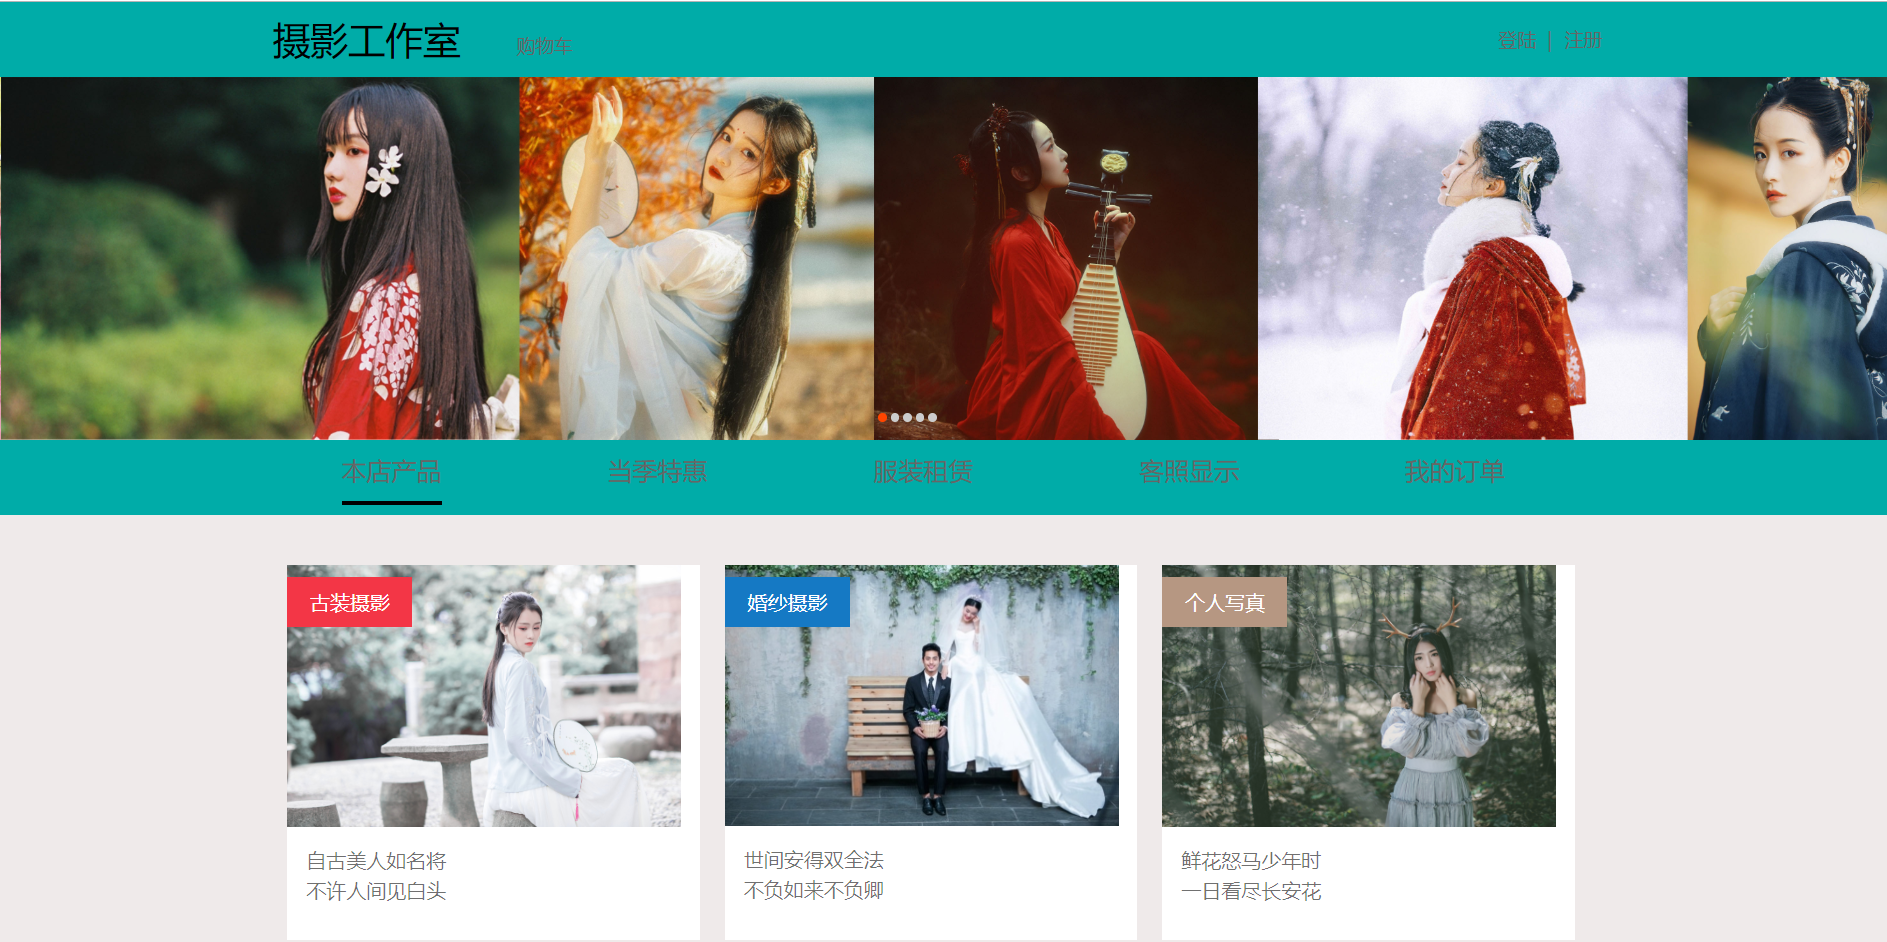 摄影工作室
购物车
登陆 | 注册
本店产品
当季特惠
服装租赁
客照显示
我的订单
古装摄影
自古美人如名将
不许人间见白头
婚纱摄影
世间安得双全法
不负如来不负卿
个人写真
鲜花怒马少年时
一日看尽长安花